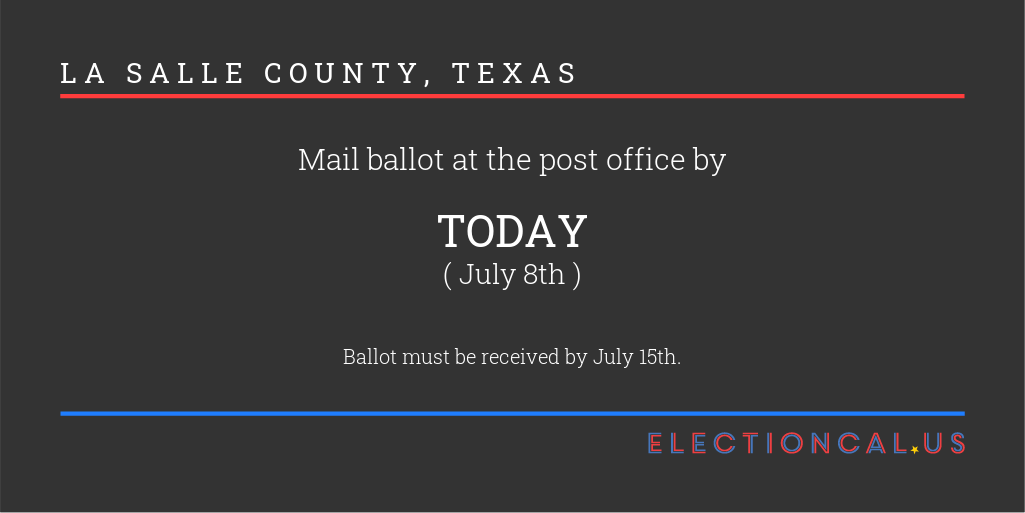 LA SALLE COUNTY, TEXAS
Mail ballot at the post office by
TODAY
( July 8th )
Ballot must be received by July 15th.
ELECTIONCAL.US